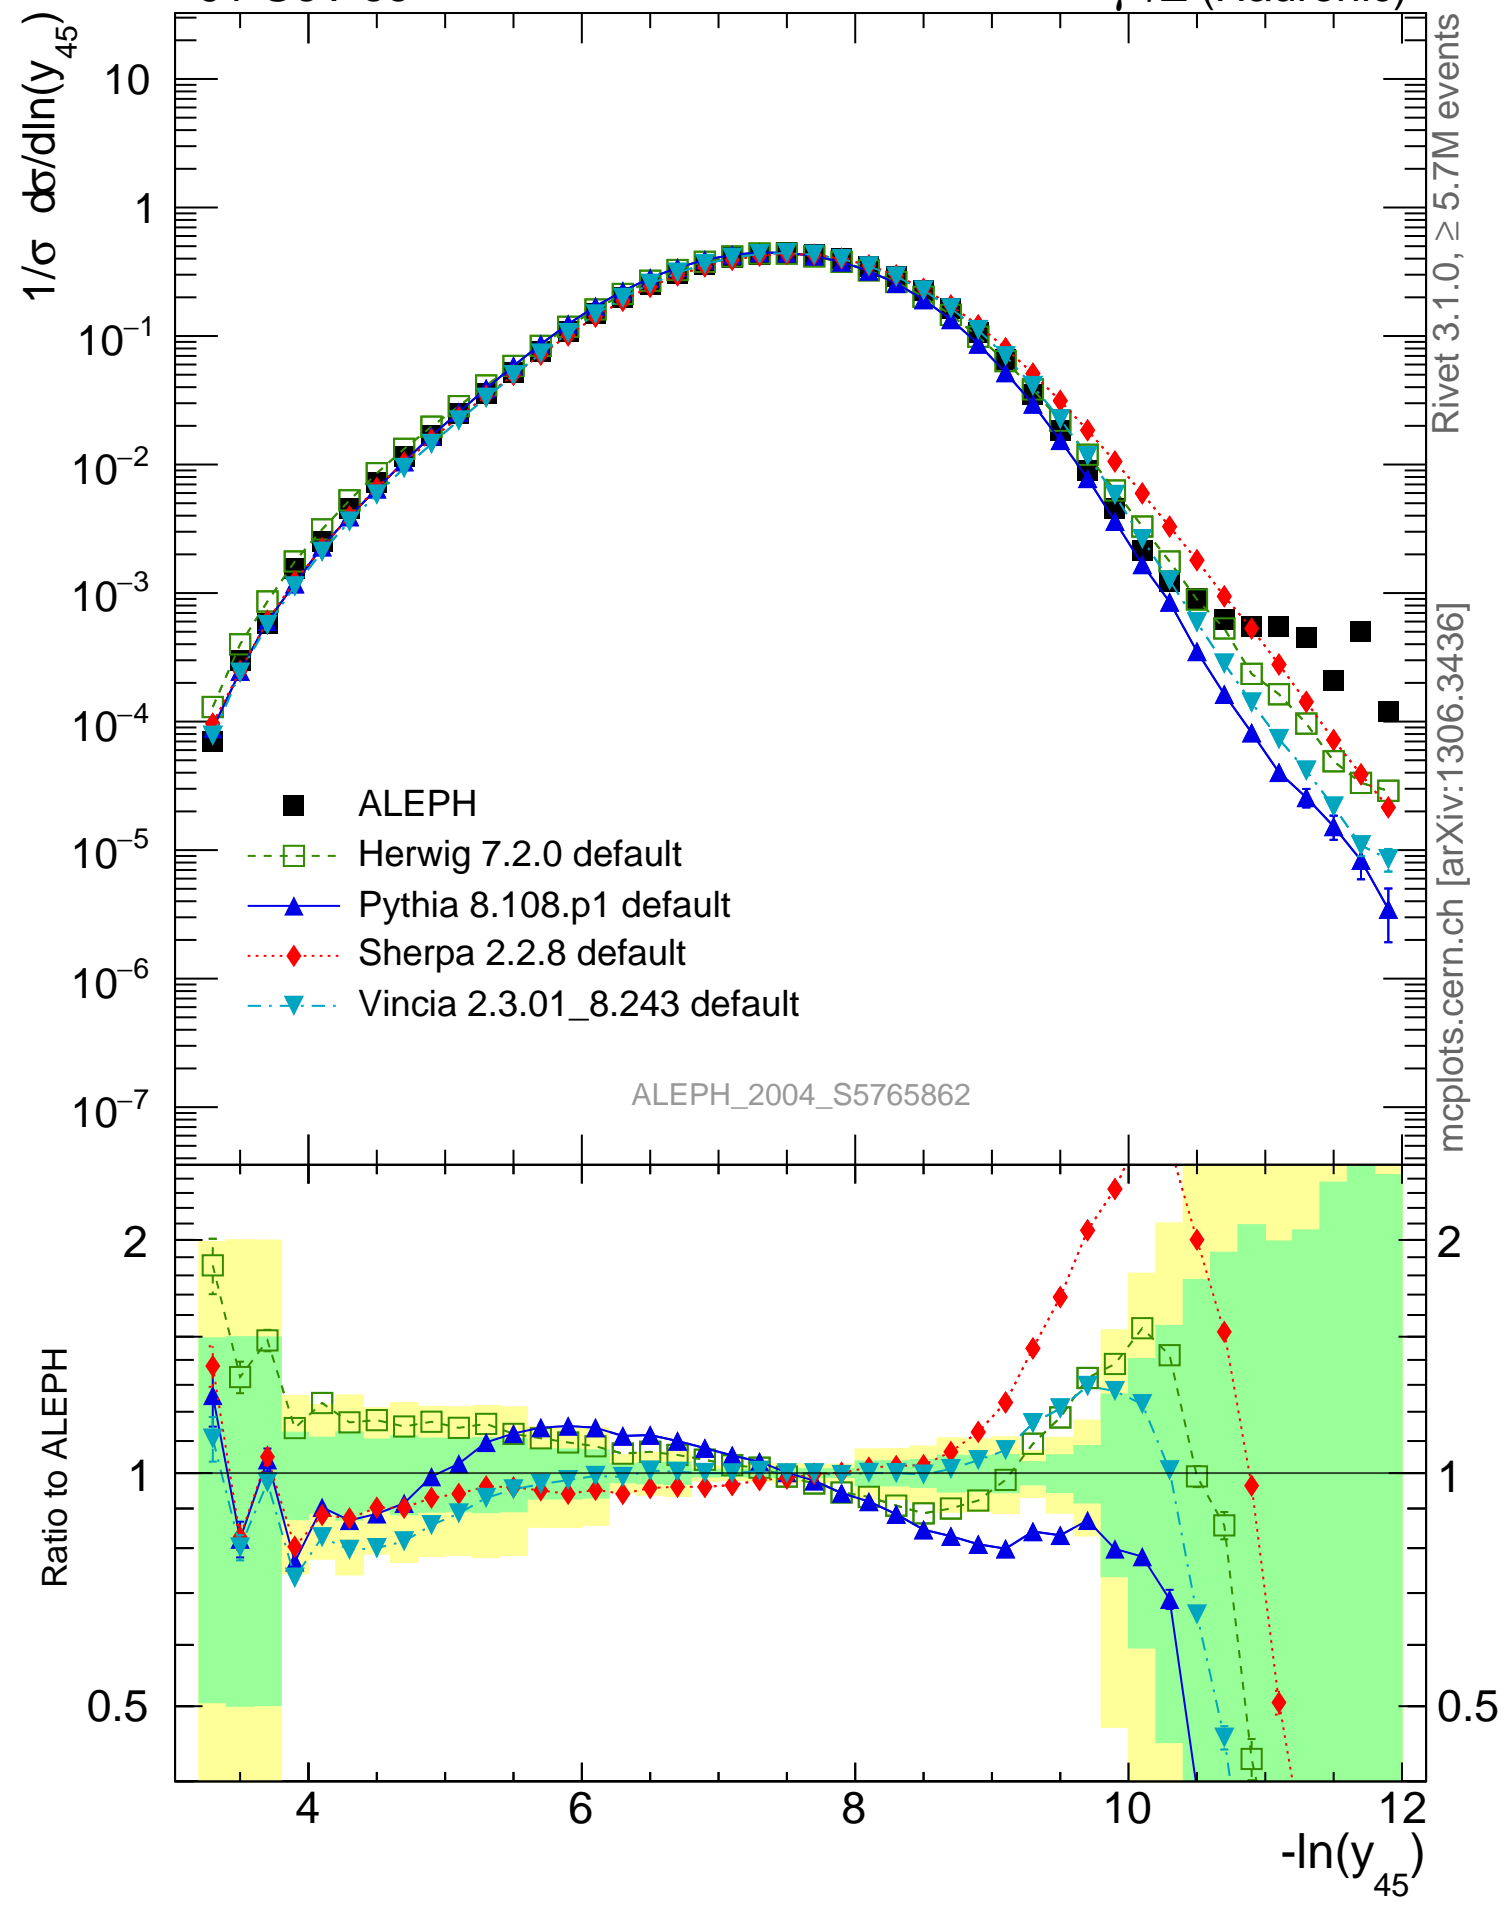 1/σ dσ/dln(y45)
10
1
10−1
10−2
10−3
10−4
10−5
10−6
10−7
ALEPH
Herwig 7.2.0 default
Pythia 8.108.p1 default
Sherpa 2.2.8 default
Vincia 2.3.01_8.243 default
ALEPH_2004_S5765862
Rivet 3.1.0, ≥ 5.7M events
mcplots.cern.ch [arXiv:1306.3436]
Ratio to ALEPH
2
1
0.5
2
1
0.5
4 6 8 10 12
-ln(y45)